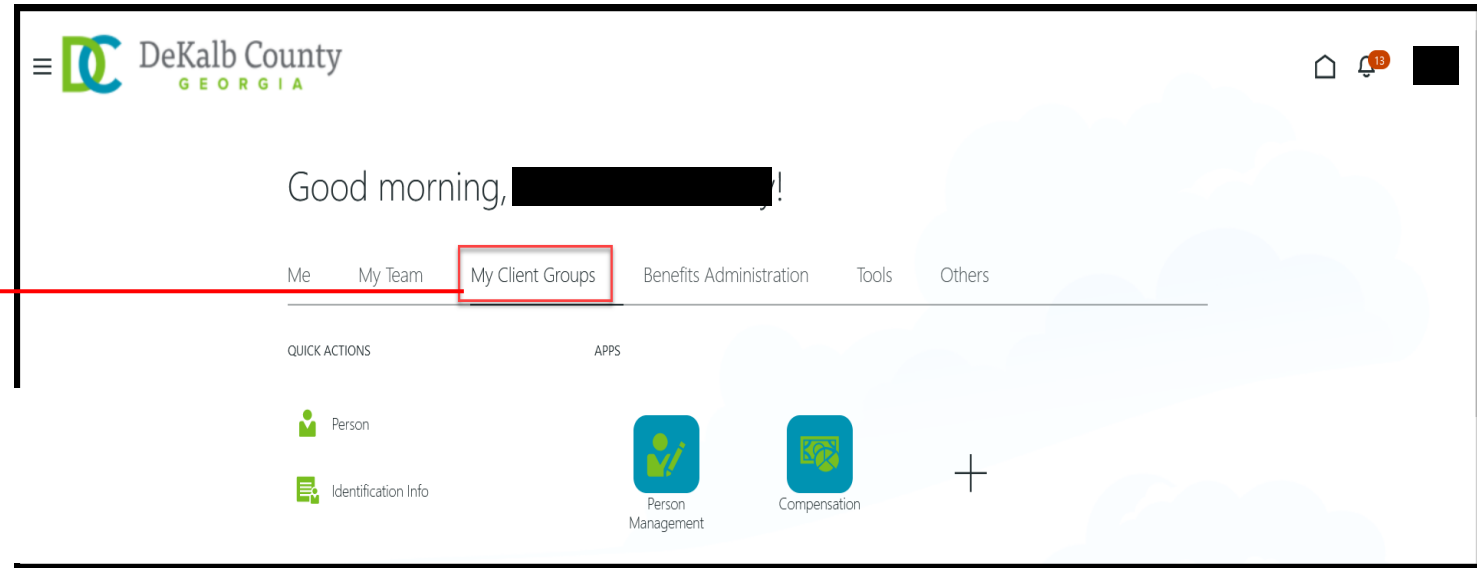 DeKalb County
GEORGIA
13
Good morning, !
Me My Team My Client Groups Benefits Administration Tools Others
QUICK ACTIONS APPS
Person
Identification Info
Person
Management
Compensation